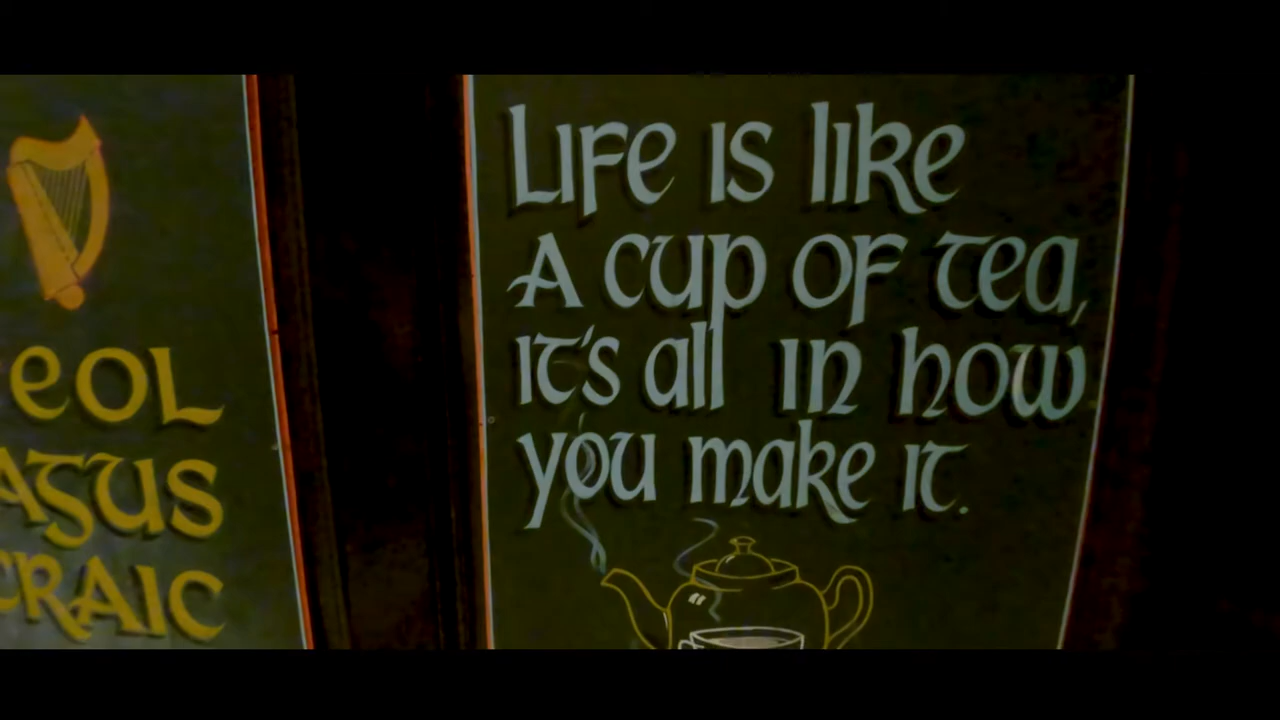 eOL
AGUS
CRAIC
Life is like
A cup of tea,
it's all in how
you make it.